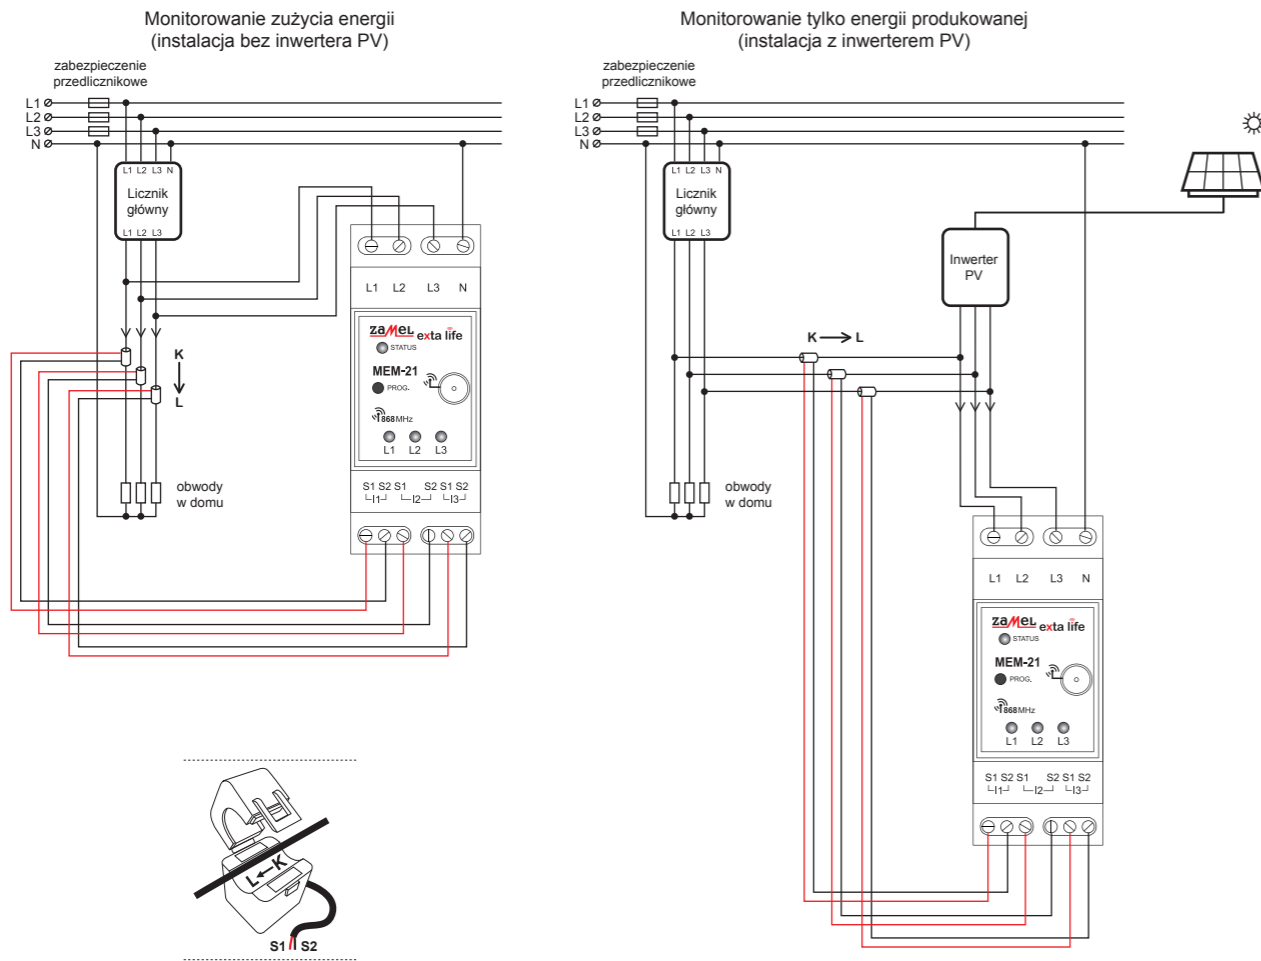 Monitorowanie zużycia energii
(instalacja bez inwertera PV)
zabezpieczenie
przedlicznikowe
L1
L2
L3
N
L1 L2 L3 N
Licznik
główny
L1 L2 L3
L1 L2 L3 N
zaMeL exta life
STATUS
MEM-21
PROG.
868MHz
L1 L2 L3
S1 S2 S1 S2 S1 S2
I1 I2 I3
K
L
obwody
w domu
L K
S1 S2
Monitorowanie tylko energii produkowanej
(instalacja z inwerterem PV)
zabezpieczenie
przedlicznikowe
L1
L2
L3
N
L1 L2 L3 N
Licznik
główny
L1 L2 L3
Inwerter
PV
K L
obwody
w domu
L1 L2 L3 N
zaMeL exta life
STATUS
MEM-21
PROG.
868MHz
L1 L2 L3
S1 S2 S1 S2 S1 S2
I1 I2 I3